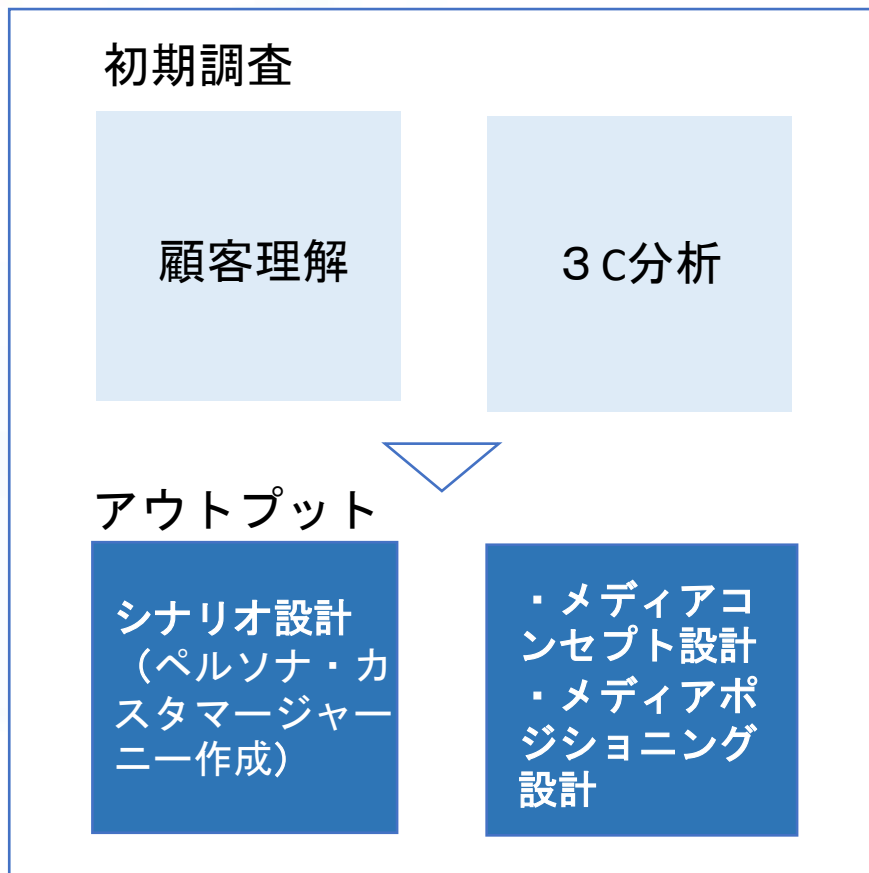 初期調査
顧客理解
３C分析
アウトプット
シナリオ設計
（ペルソナ・カ
スタマージャー
ニー作成）
・メディアコ
ンセプト設計
・メディアポ
ジショニング
設計